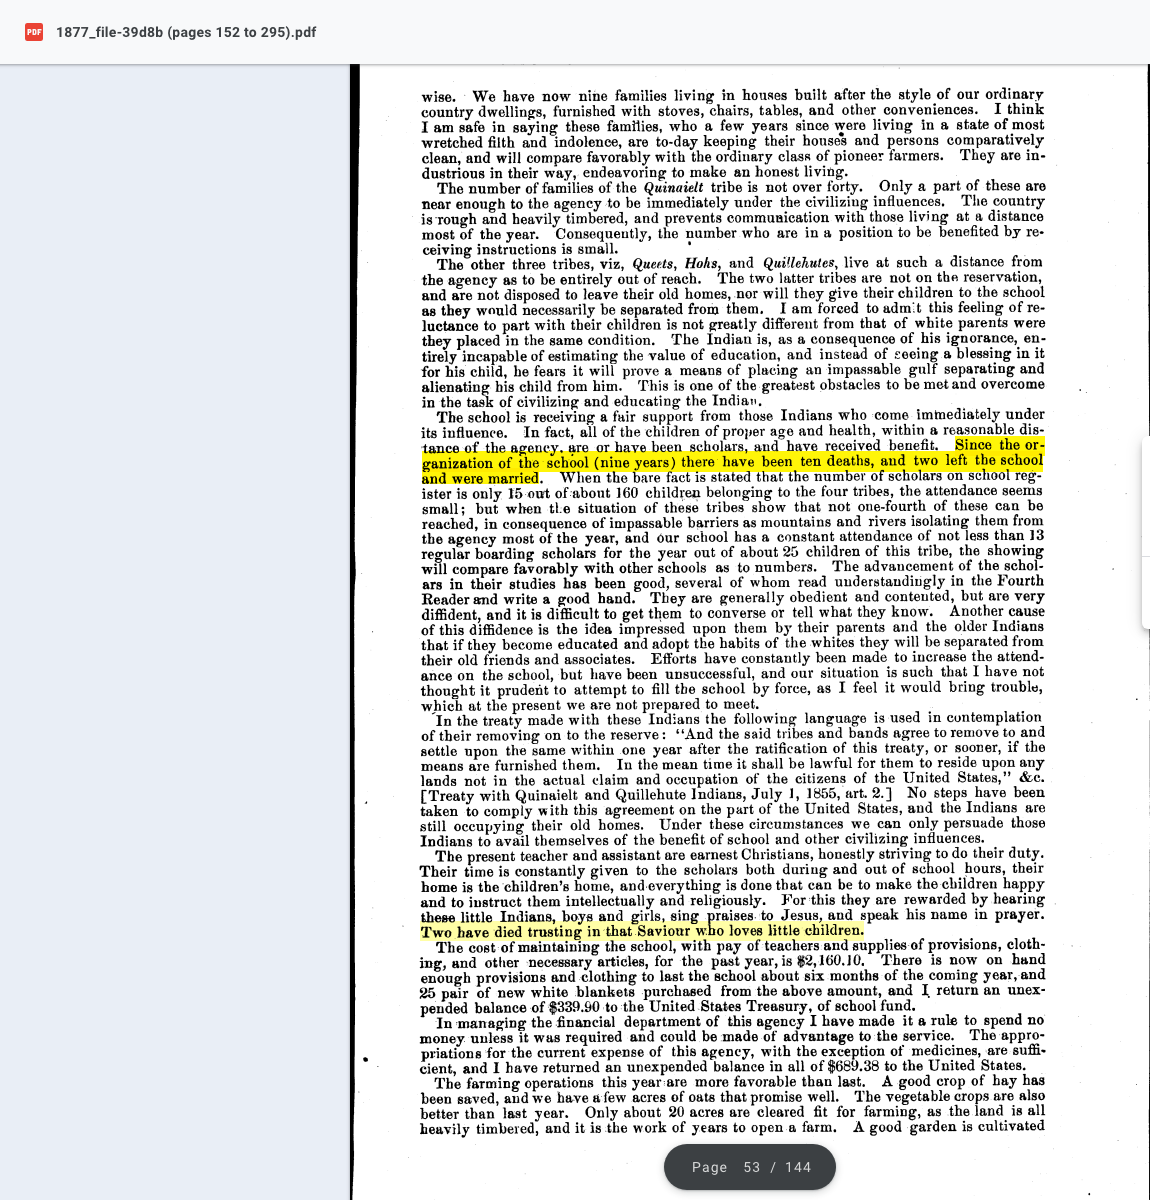 PDF 1877_file-39d8b (pages 152 to 295).pdf
wise. We have now nine families living in houses built after the style of our ordinary
country dwellings, furnished with stoves, chairs, tables, and other conveniences. I think
I am safe in saying these families, who a few years since were living in a state of most
wretched filth and indolence, are to-day keeping their houses and persons comparatively
clean, and will compare favorably with the ordinary class of pioneer farmers. They are in-
dustrious in their way, endeavoring to make an honest living.
The number of families of the Quinaielt tribe is not over forty. Only a part of these are
near enough to the agency to be immediately under the civilizing influences. The country
is rough and heavily timbered, and prevents communication with those living at a distance
most of the year. Consequently, the number who are in a position to be benefited by re-
ceiving instructions is small.
The other three tribes, viz, Queets, Hohs, and Quillehutes, live at such a distance from
the agency as to be entirely out of reach. The two latter tribes are not on the reservation,
and are not disposed to leave their old homes, nor will they give their children to the school
as they would necessarily be separated from them. I am forced to admit this feeling of re-
luctance to part with their children is not greatly different from that of white parents were
they placed in the same condition. The Indian is, as a consequence of his ignorance, en-
tirely incapable of estimating the value of education, and instead of seeing a blessing in it
for his child, he fears it will prove a means of placing an impassable gulf separating and
alienating his child from him. This is one of the greatest obstacles to be met and overcome
in the task of civilizing and educating the Indian.
The school is receiving a fair support from those Indians who come immediately under
its influence. In fact, all of the children of proper age and health, within a reasonable dis-
tance of the agency, are or have been scholars, and have received benefit. Since the or-
ganization of the school (nine years) there have been ten deaths, and two left the school
and were married. When the bare fact is stated that the number of scholars on school reg-
ister is only 15 out of about 160 children belonging to the four tribes, the attendance seems
small; but when the situation of these tribes show that not one-fourth of these can be
reached, in consequence of impassable barriers as mountains and rivers isolating them from
the agency most of the year, and our school has a constant attendance of not less than 13
regular boarding scholars for the year out of about 25 children of this tribe, the showing
will compare favorably with other schools as to numbers. The advancement of the schol-
ars in their studies has been good, several of whom read understandingly in the Fourth
Reader and write a good hand. They are generally obedient and contented, but are very
diffident, and it is difficult to get them to converse or tell what they know. Another cause
of this diffidence is the idea impressed upon them by their parents and the older Indians
that if they become educated and adopt the habits of the whites they will be separated from
their old friends and associates. Efforts have constantly been made to increase the attend-
ance on the school, but have been unsuccessful, and our situation is such that I have not
thought it prudent to attempt to fill the school by force, as I feel it would bring trouble,
which at the present we are not prepared to meet.
In the treaty made with these Indians the following language is used in contemplation
of their removing on to the reserve: "And the said tribes and bands agree to remove to and
settle upon the same within one year after the ratification of this treaty, or sooner, if the
means are furnished them. In the mean time it shall be lawful for them to reside upon any
lands not in the actual claim and occupation of the citizens of the United States," &c.
[Treaty with Quinaielt and Quillehute Indians, July 1, 1855, art. 2.] No steps have been
taken to comply with this agreement on the part of the United States, and the Indians are
still occupying their old homes. Under these circumstances we can only persuade those
Indians to avail themselves of the benefit of school and other civilizing influences.
The present teacher and assistant are earnest Christians, honestly striving to do their duty.
Their time is constantly given to the scholars both during and out of school hours, their
home is the children's home, and everything is done that can be to make the children happy
and to instruct them intellectually and religiously. For this they are rewarded by hearing
these little Indians, boys and girls, sing praises to Jesus, and speak his name in prayer.
Two have died trusting in that Saviour who loves little children.
The cost of maintaining the school, with pay of teachers and supplies of provisions, cloth-
ing, and other necessary articles, for the past year, is $2,160.10. There is now on hand
enough provisions and clothing to last the school about six months of the coming year, and
25 pair of new white blankets purchased from the above amount, and I return an unex-
pended balance of $339.90 to the United States Treasury, of school fund.
In managing the financial department of this agency I have made it a rule to spend no
money unless it was required and could be made of advantage to the service. The appro-
priations for the current expense of this agency, with the exception of medicines, are suffi-
cient, and I have returned an unexpended balance in all of $689.38 to the United States.
The farming operations this year are more favorable than last. A good crop of hay has
been saved, and we have a few acres of oats that promise well. The vegetable crops are also
better than last year. Only about 20 acres are cleared fit for farming, as the land is all
heavily timbered, and it is the work of years to open a farm. A good garden is cultivated
Page 53 / 144